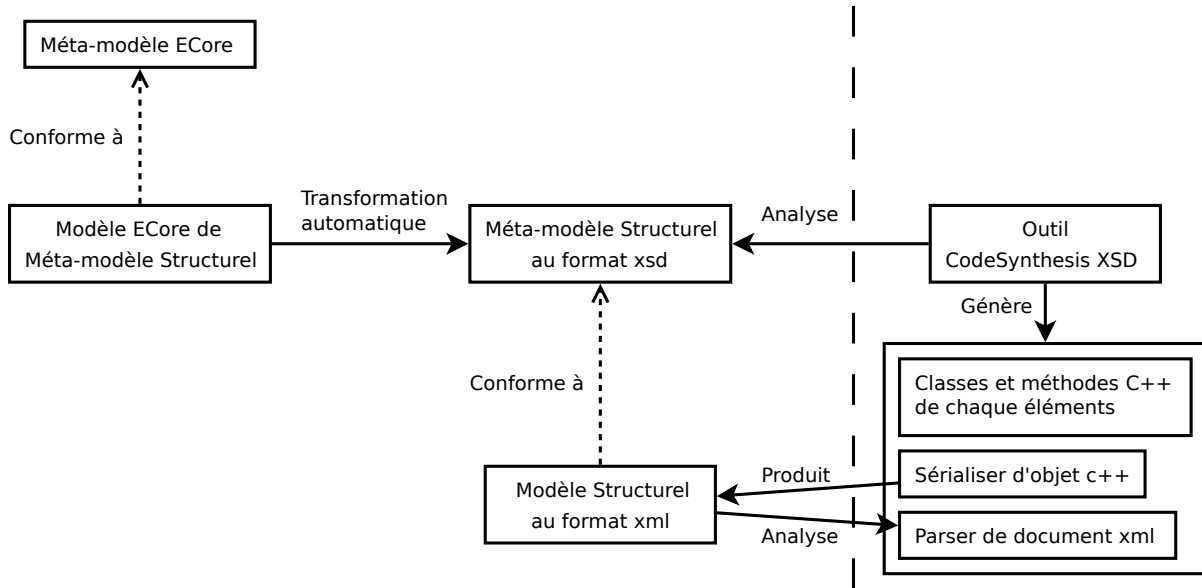 Méta-modèle ECore
Conforme à
Modèle ECore de
Méta-modèle Structurel
Transformation
automatique
Méta-modèle Structurel
au format xsd
Analyse
Outil
CodeSynthesis XSD
Génère
Classes et méthodes C++
de chaque éléments
Conforme à
Modèle Structurel
au format xml
Produit
Sérialiser d'objet c++
Analyse
Parser de document xml